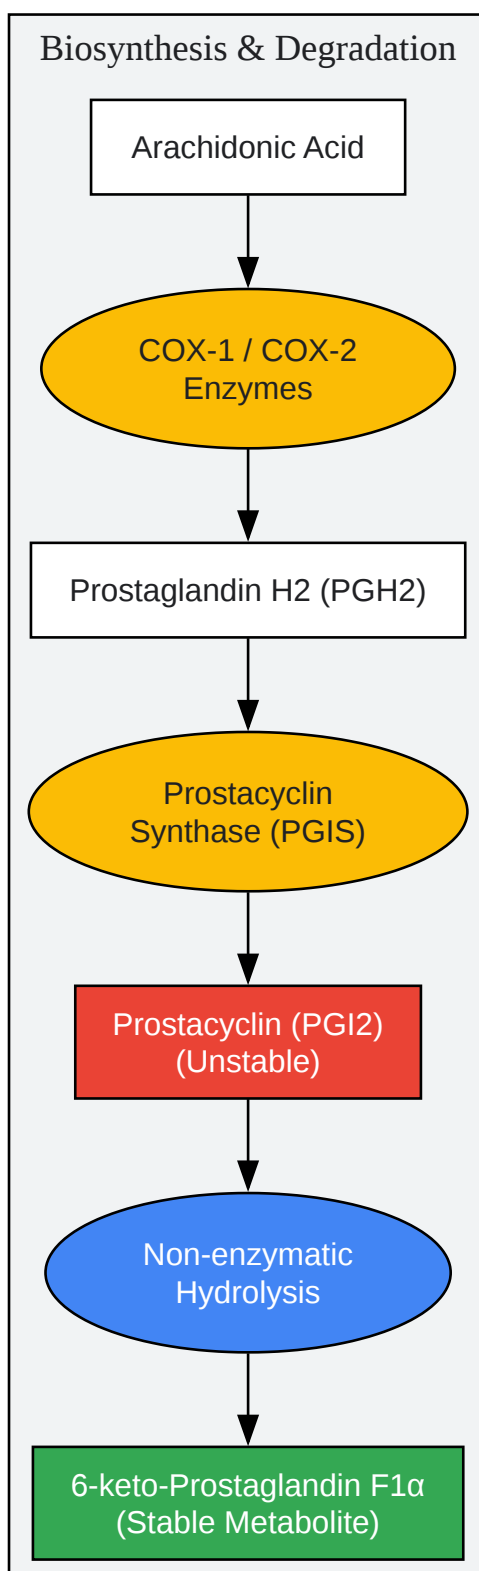 Biosynthesis & Degradation
Arachidonic Acid
COX-1 / COX-2
Enzymes
Prostaglandin H2 (PGH2)
Prostacyclin
Synthase (PGIS)
Prostacyclin (PGI2)
(Unstable)
Non-enzymatic
Hydrolysis
6-keto-Prostaglandin F1α
(Stable Metabolite)